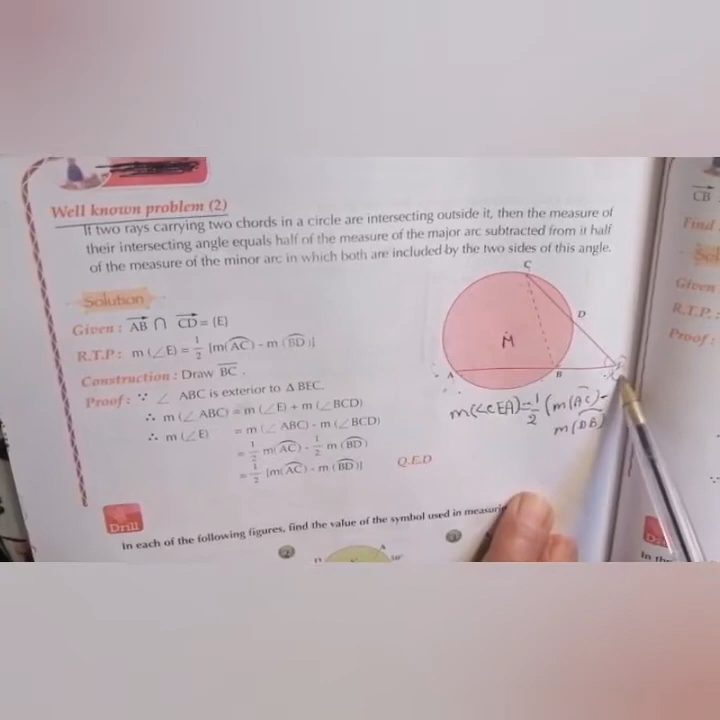 Well known problem (2)
If two rays carrying two chords in a circle are intersecting outside it, then the measure of
their intersecting angle equals half of the measure of the major arc subtracted from it half
of the measure of the minor arc in which both are included by the two sides of this angle.
Solution
Given : AB ∩ CD = {E}
R.T.P : m (∠E) = 1/2 [m(AC) - m (BD)]
Construction : Draw BC .
Proof : ∵ ∠ ABC is exterior to Δ BEC.
∴ m (∠ ABC) = m (∠ E) + m (∠ BCD)
∴ m (∠ E) = m (∠ ABC) - m (∠ BCD)
= 1/2 m(AC) - 1/2 m (BD)
= 1/2 [m(AC) - m (BD)]
Q.E.D
C
D
M
A
B
m(∠CEA)=1/2 (m(AC)-
m(DB)
Drill
In each of the following figures, find the value of the symbol used in
2
A
3
CB
Find
Given
R.T.P.:
Proof :